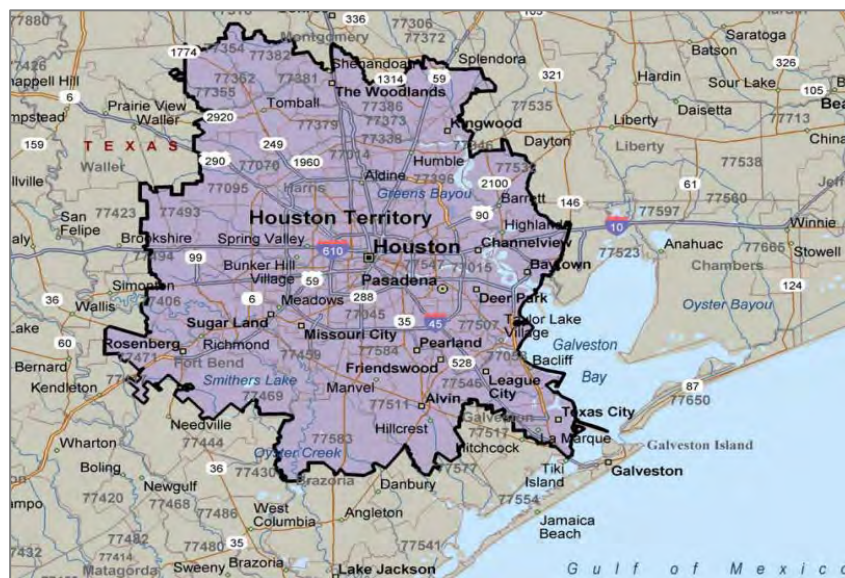 77880
336
77306
77372
Montgomery
105
Saratoga
1774
77354
77382
Shenandoah
Splendora
Batson
326
77426
Chappell Hill
77362
77381
1314
59
321
Hardin
Sour Lake
105
6
77355
The Woodlands
Prairie View
Tomball
77386
77535
Waller
2920
77379
77373
Kingwood
Liberty
Daisetta
77713
159
249
77338
77346
Dayton
China
TEXAS
290
1960
77014
Humble
Liberty
77538
Waller
77070
Aldine
77396
77095
Harris
Greens Bayou
2100
146
61
77423
77493
Barrett
77597
77560
San
Felipe
Houston Territory
90
Highlands
10
Winnie
Brookshire
Spring Valley
610
Houston
Channelview
77523
Anahuac
77665
Stowell
77494
99
Bunker Hill
Village
59
77547
77015
Baytown
Chambers
Simonton
Pasadena
124
36
Wallis
77406
6
Meadows
288
Deer Park
Oyster Bayou
77045
Sugar Land
35
45
77507
Taylor Lake
Village
60
Rosenberg
Missouri City
Galveston
Bay
77471
Richmond
77459
77584
Pearland
77058
Bacliff
Bernard
Fort Bend
Friendswood
528
87
Kendleton
Smithers Lake
Manvel
77546
League
City
77650
77469
Alvin
77511
Texas City
Needville
Galveston
Wharton
77444
77583
Hillcrest
77517
La Marque
Galveston Island
36
Oyster Creek
Hitchcock
Boling
77430
77577
Tiki
Island
Galveston
Newgulf
Brazoria
Danbury
77420
77468
77486
West
Columbia
Angleton
77554
Jamaica
Beach
77482
77414
77432
77480
35
77541
Matagorda
Sweeny
Brazoria
Lake Jackson
Gulf of Mexico